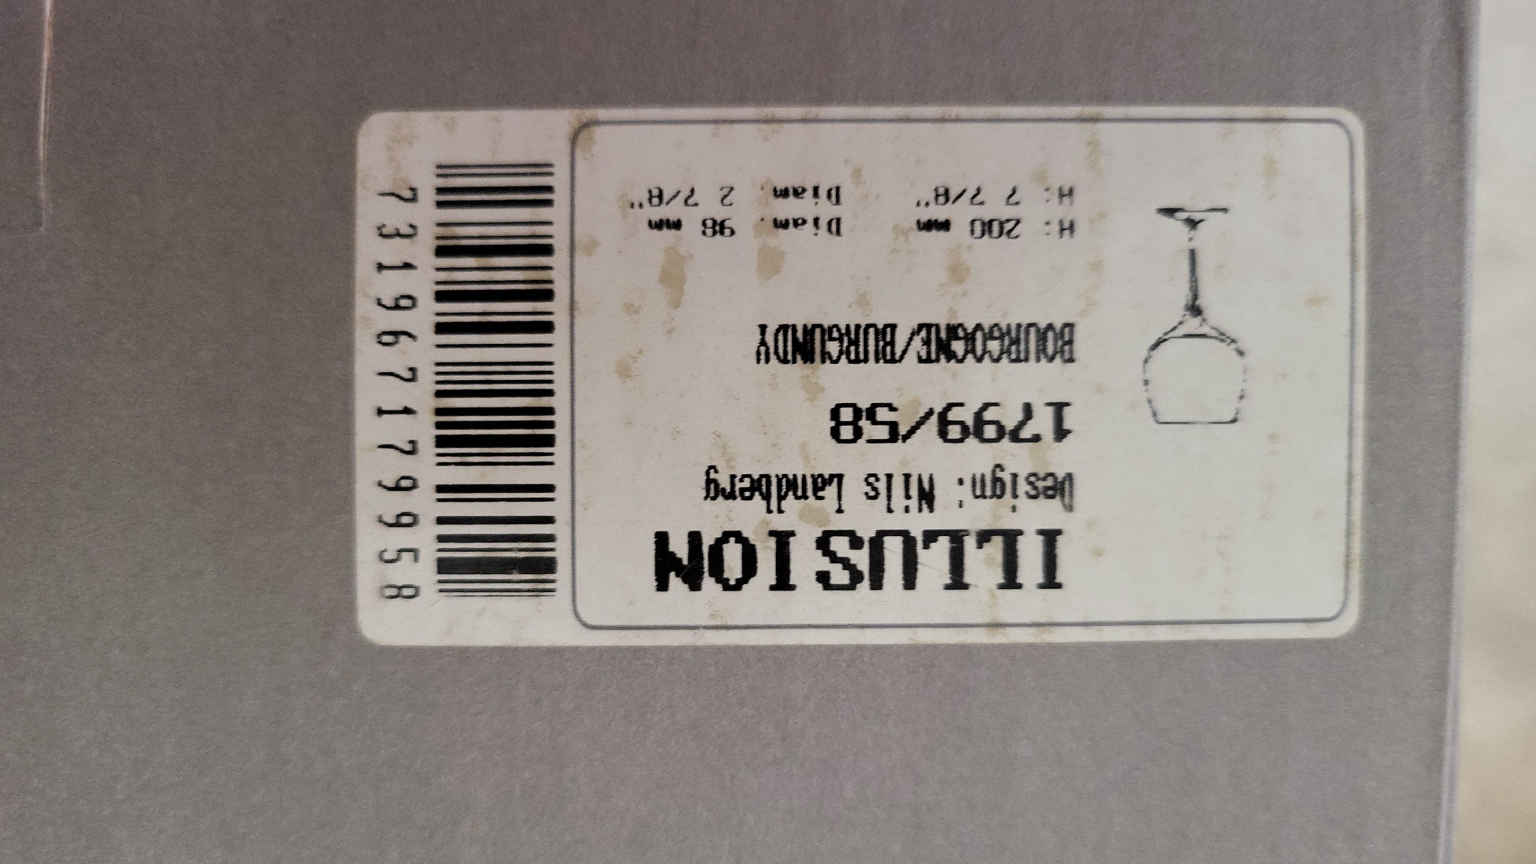 ILLUSION
Design: Nils Landberg
1799/58
BOURGOGNE/BURGUNDY
H: 200 mm Diam. 98 mm
H: 7 7/8" Diam. 2 7/8"
731967179958